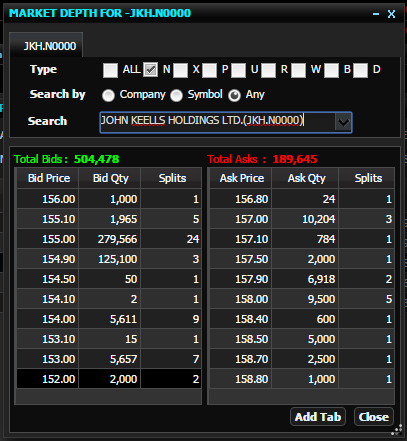 MARKET DEPTH FOR -JKH.N0000
JKH.N0000
Type ALL N X P U R W B D
Search by Company Symbol Any
Search JOHN KEELLS HOLDINGS LTD.(JKH.N0000)
Total Bids : 504,478 Total Asks : 189,645
Bid Price Bid Qty Splits Ask Price Ask Qty Splits
156.00 1,000 1 156.80 24 1
155.10 1,965 5 157.00 10,204 3
155.00 279,566 24 157.10 784 1
154.90 125,100 3 157.50 2,000 1
154.50 50 1 157.90 6,918 2
154.10 2 1 158.00 9,500 5
154.00 5,611 9 158.40 600 1
153.10 15 1 158.50 5,000 1
153.00 5,657 7 158.70 2,500 1
152.00 2,000 2 158.80 1,000 1
Add Tab Close